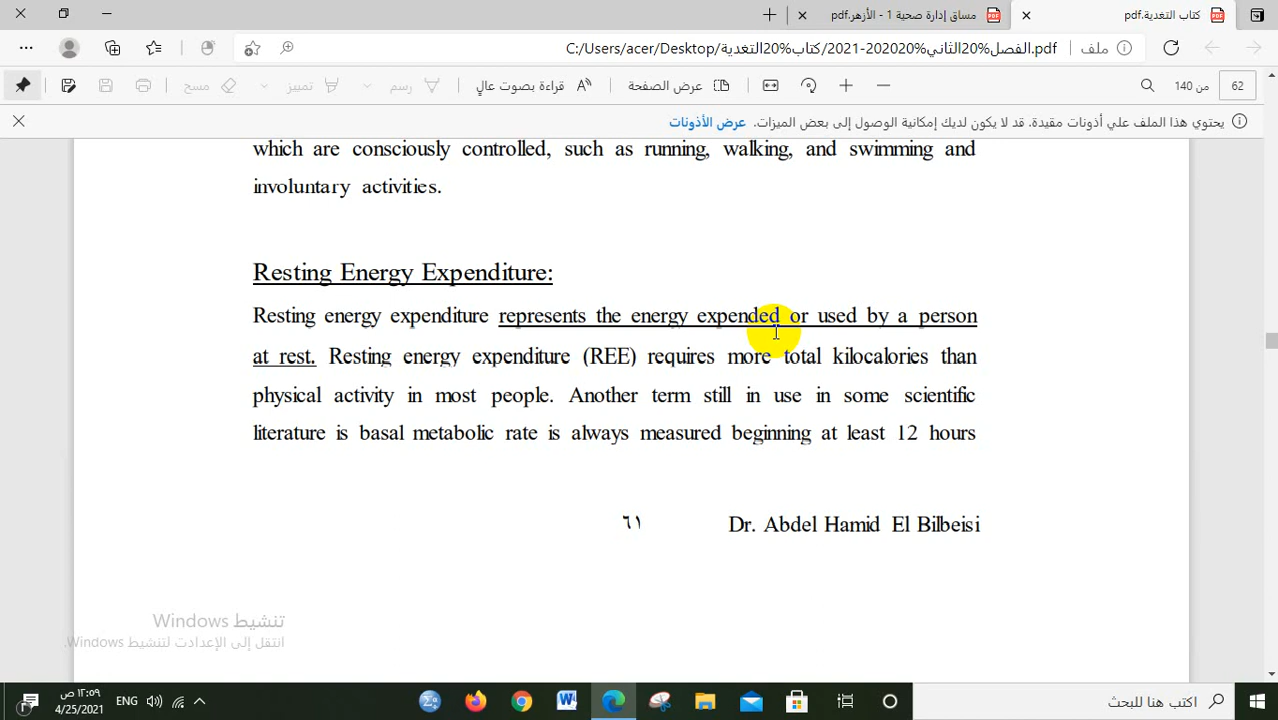 كتاب التغدية.pdf
مساق إدارة صحية 1 - الأزهر.pdf
ملف
C:/Users/acer/Desktop/كتاب%20التغدية/2021-202020%الفصل%20الثاني.pdf
62
من 140
عرض الصفحة
قراءة بصوت عالٍ
رسم
تمييز
مسح
يحتوي هذا الملف علي أذونات مقيدة. قد لا يكون لديك إمكانية الوصول إلى بعض الميزات. عرض الأذونات
which are consciously controlled, such as running, walking, and swimming and
involuntary activities.
Resting Energy Expenditure:
Resting energy expenditure represents the energy expended or used by a person
at rest. Resting energy expenditure (REE) requires more total kilocalories than
physical activity in most people. Another term still in use in some scientific
literature is basal metabolic rate is always measured beginning at least 12 hours
٦١
Dr. Abdel Hamid El Bilbeisi
تنشيط Windows
انتقل إلى الإعدادت لتنشيط Windows.
اكتب هنا للبحث
ENG
١٢:٥٩ ص
4/25/2021